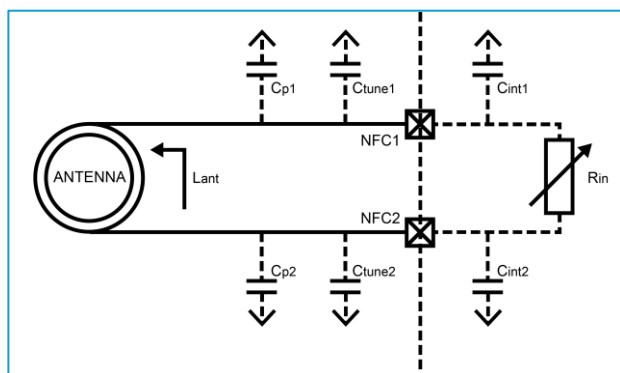 Cp1
Ctune1
Cint1
NFC1
ANTENNA
Lant
Rin
NFC2
Cp2
Ctune2
Cint2